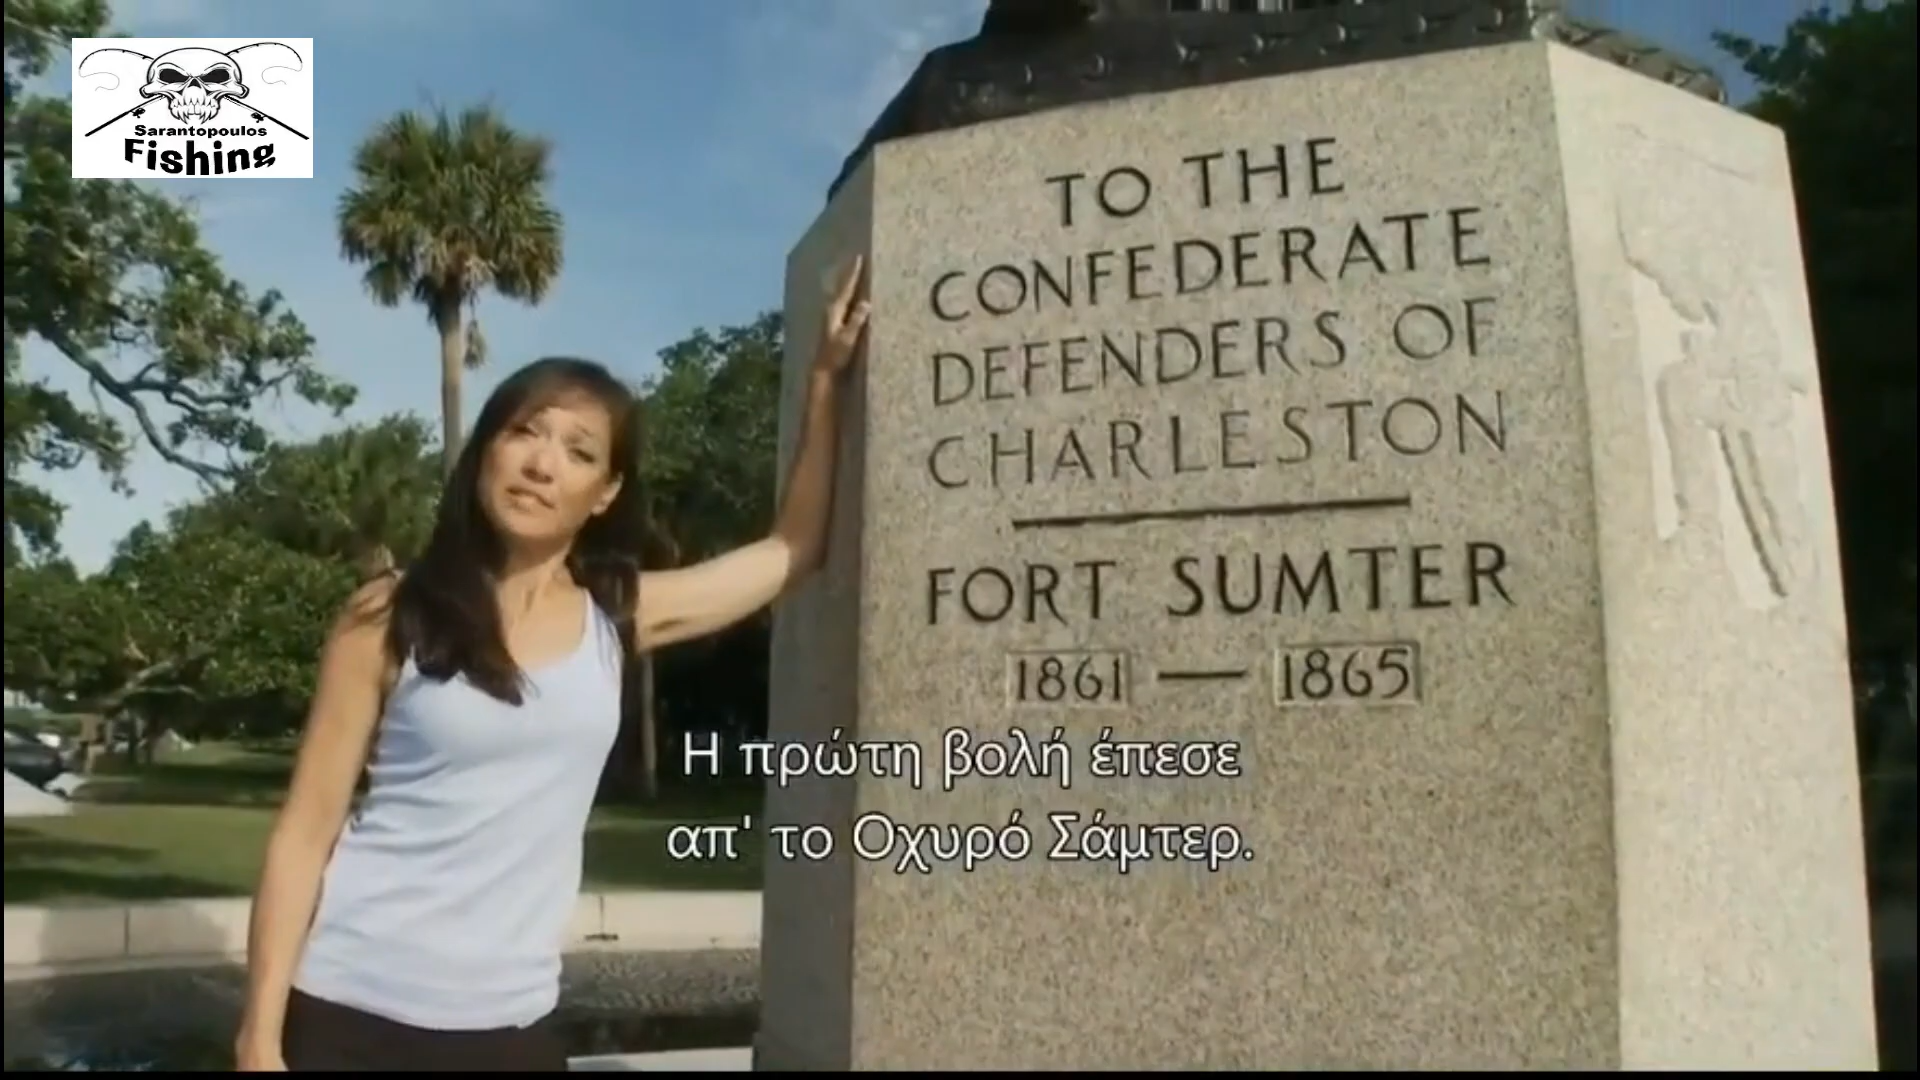 Sarantopoulos
Fishing
TO THE
CONFEDERATE
DEFENDERS OF
CHARLESTON
FORT SUMTER
1861 — 1865
Η πρώτη βολή έπεσε
απ' το Οχυρό Σάμτερ.